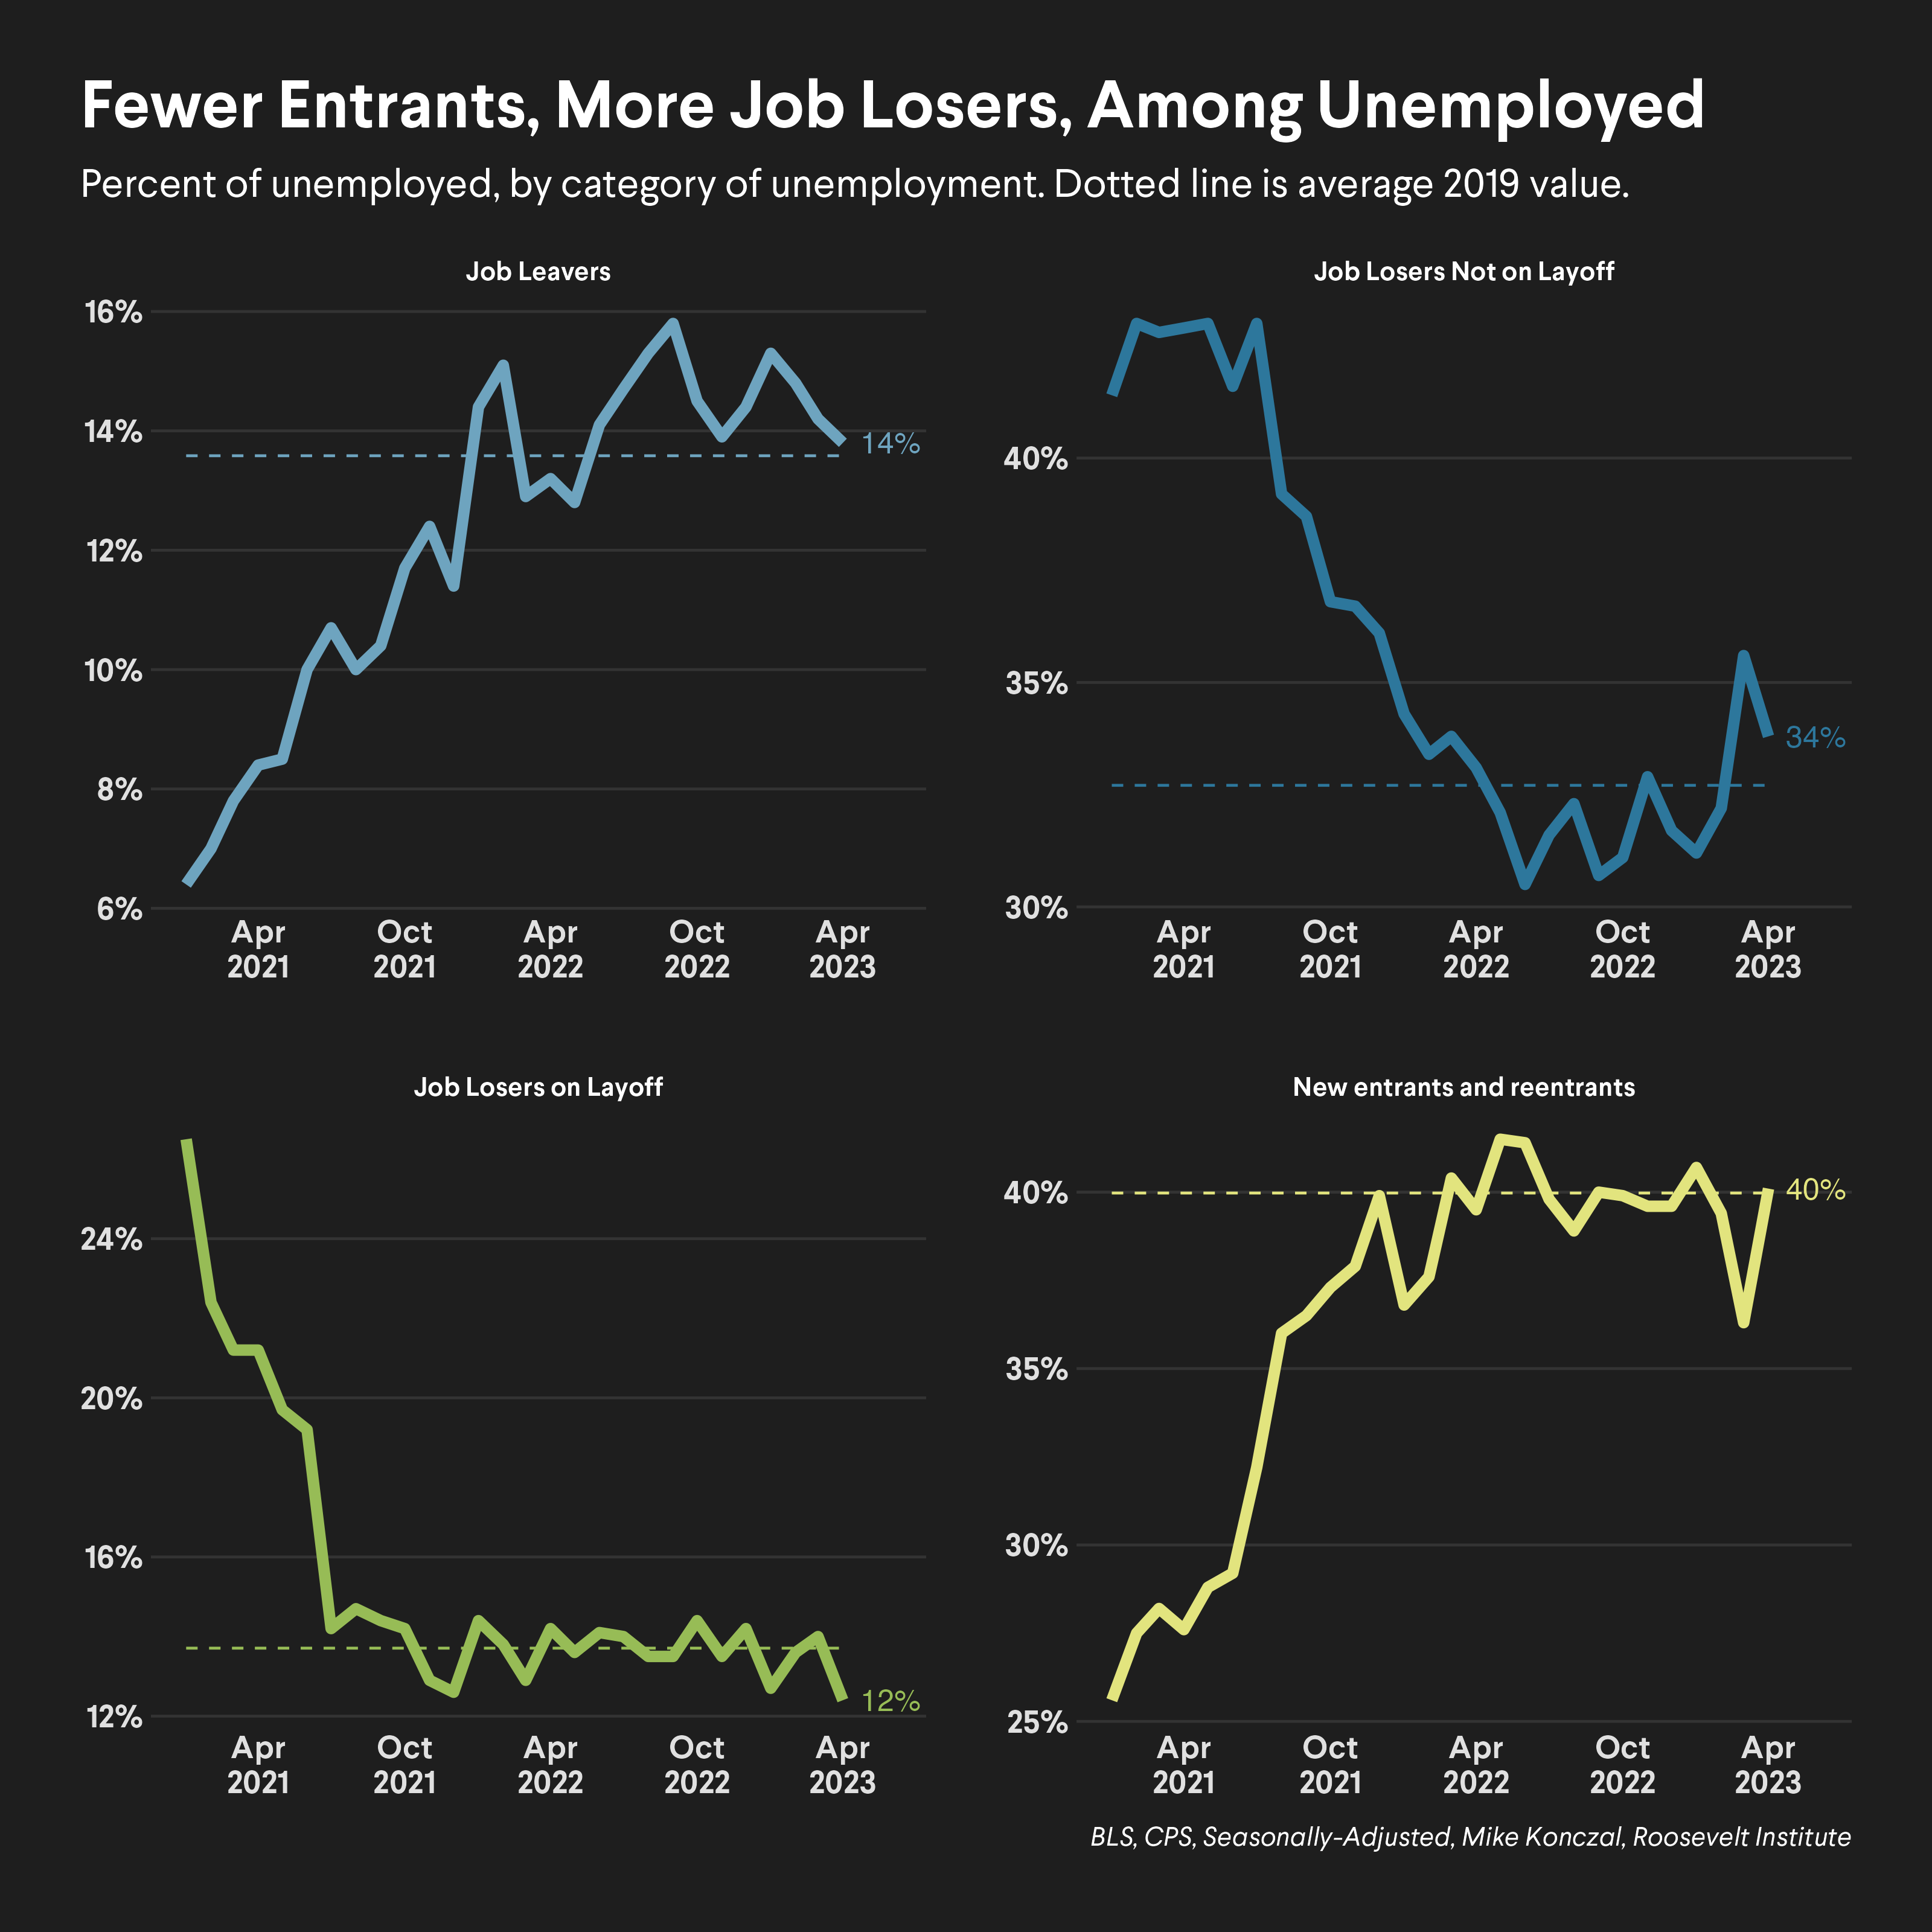 Fewer Entrants, More Job Losers, Among Unemployed
Percent of unemployed, by category of unemployment. Dotted line is average 2019 value.
Job Leavers
16%
14%
12%
10%
8%
6%
14%
Apr 2021
Oct 2021
Apr 2022
Oct 2022
Apr 2023
Job Losers Not on Layoff
40%
35%
30%
34%
Apr 2021
Oct 2021
Apr 2022
Oct 2022
Apr 2023
Job Losers on Layoff
24%
20%
16%
12%
12%
Apr 2021
Oct 2021
Apr 2022
Oct 2022
Apr 2023
New entrants and reentrants
40%
35%
30%
25%
40%
Apr 2021
Oct 2021
Apr 2022
Oct 2022
Apr 2023
BLS, CPS, Seasonally-Adjusted, Mike Konczal, Roosevelt Institute